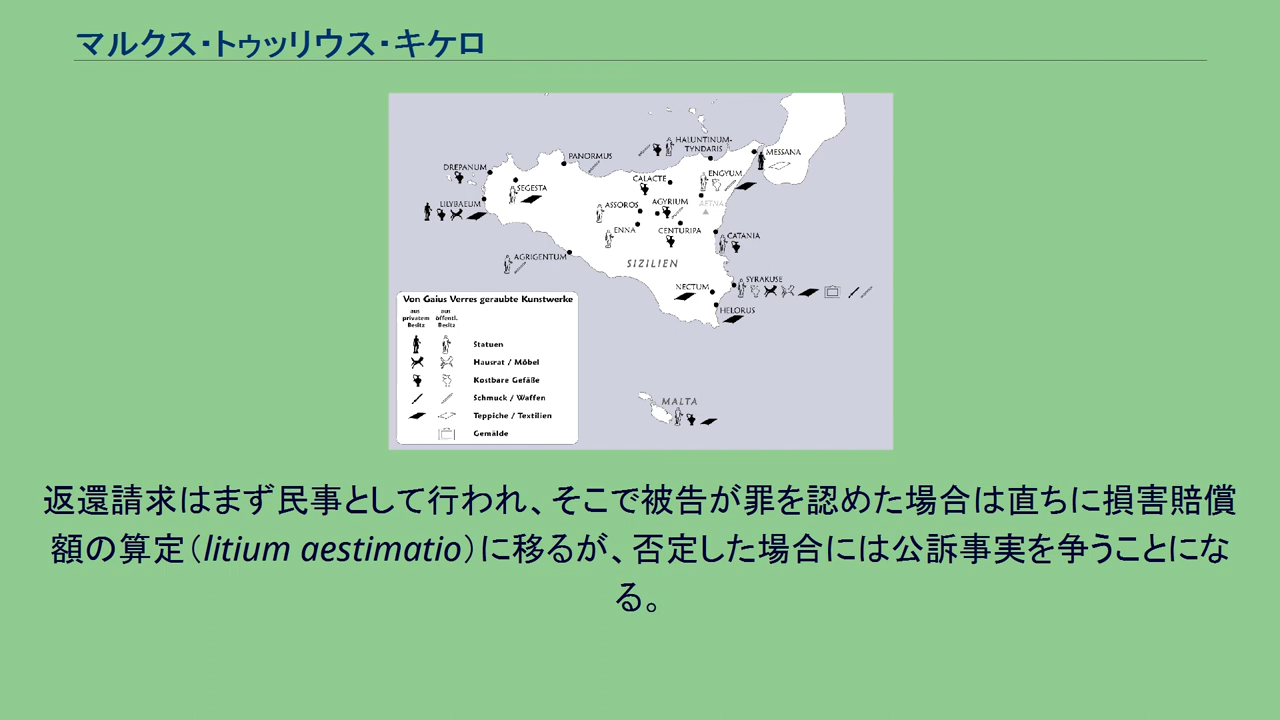 マルクス・トゥッリウス・キケロ
HALUNTINUM-
TYNDARIS
MESSANA
PANORMUS
DREPANUM
CALACTE
ENGYUM
SEGESTA
LILYBAEUM
ASSOROS
AGYRIUM
AETNA
ENNA
CENTURIPA
CATANIA
AGRIGENTUM
SIZILIEN
SYRAKUSE
NECTUM
HELORUS
MALTA
Von Gaius Verres geraubte Kunstwerke
aus privatem Besitz
aus öffentl. Besitz
Statuen
Hausrat / Möbel
Kostbare Gefäße
Schmuck / Waffen
Teppiche / Textilien
Gemälde
返還請求はまず民事として行われ、そこで被告が罪を認めた場合は直ちに損害賠償
額の算定(litium aestimatio)に移るが、否定した場合には公訴事実を争うことにな
る。